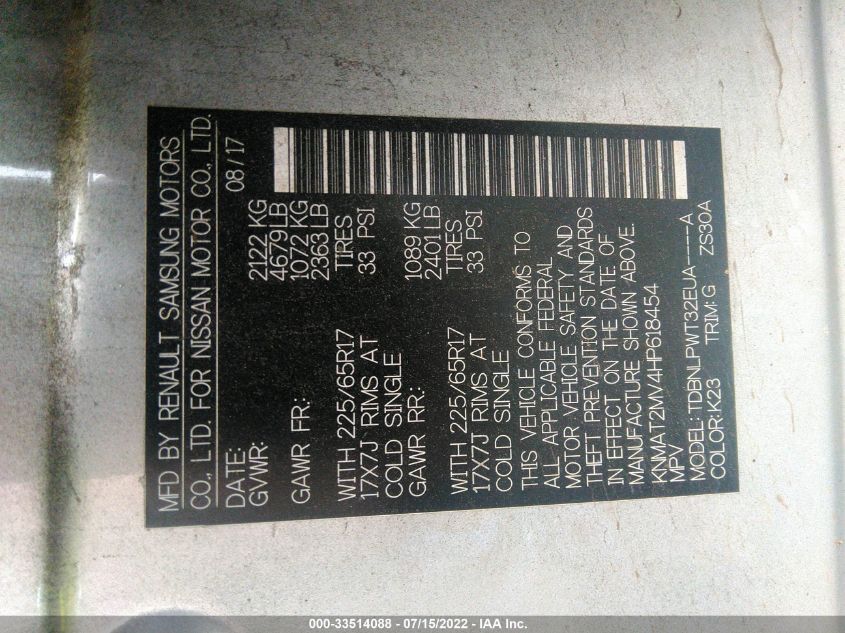 MFD BY RENAULT SAMSUNG MOTORS
CO., LTD. FOR NISSAN MOTOR CO., LTD.
DATE: 08/17
GVWR: 2122 KG
4679 LB
GAWR FR.: 1072 KG
2363 LB
WITH 225/65R17 TIRES
17X7J RIMS AT 33 PSI
COLD SINGLE
GAWR RR.: 1089 KG
2401 LB
WITH 225/65R17 TIRES
17X7J RIMS AT 33 PSI
COLD SINGLE
THIS VEHICLE CONFORMS TO
ALL APPLICABLE FEDERAL
MOTOR VEHICLE SAFETY AND
THEFT PREVENTION STANDARDS
IN EFFECT ON THE DATE OF
MANUFACTURE SHOWN ABOVE.
KNMAT2MV4HP618454
MPV
MODEL: TDBNLPWT32EUA-----A
COLOR: K23 TRIM: G ZS30A
000-33514088 - 07/15/2022 - IAA Inc.